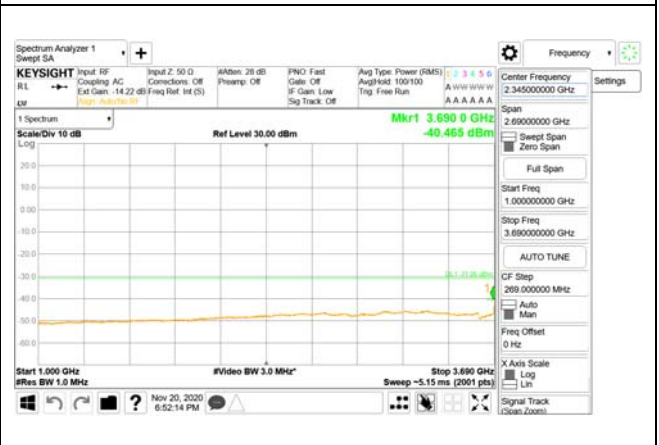 Spectrum Analyzer 1
Swept SA
Frequency
KEYSIGHT
RL
Input: RF
Coupling: AC
Ext Gain: -14.22 dB
Align: Auto/No RF
Input Z: 50 Ω
Corrections: Off
Freq Ref: Int (S)
#Atten: 28 dB
Preamp: Off
PNO: Fast
Gate: Off
IF Gain: Low
Sig Track: Off
Avg Type: Power (RMS)
Avg|Hold: 100/100
Trig: Free Run
1 2 3 4 5 6
A W W W W W
A A A A A A
1 Spectrum
Scale/Div 10 dB
Ref Level 30.00 dBm
Mkr1 3.690 0 GHz
-40.465 dBm
Log
20.0
10.0
0.00
-10.0
-20.0
-30.0
-40.0
-50.0
-60.0
1
Start 1.000 GHz
#Video BW 3.0 MHz*
Stop 3.690 GHz
#Res BW 1.0 MHz
Sweep ~5.15 ms (2001 pts)
Nov 20, 2020
6:52:14 PM
Center Frequency
2.345000000 GHz
Settings
Span
2.69000000 GHz
Swept Span
Zero Span
Full Span
Start Freq
1.000000000 GHz
Stop Freq
3.690000000 GHz
AUTO TUNE
CF Step
269.000000 MHz
Auto
Man
Freq Offset
0 Hz
X Axis Scale
Log
Lin
Signal Track
(Span Zoom)